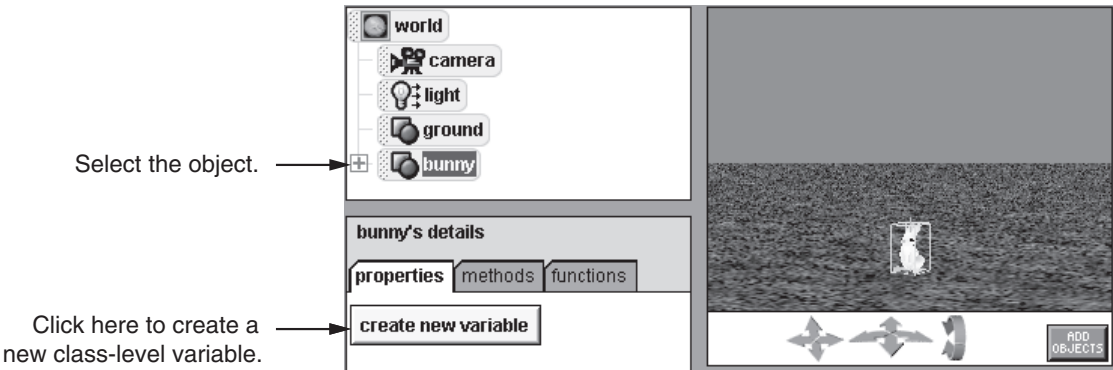 world
camera
light
ground
Select the object.
bunny
bunny's details
properties methods functions
Click here to create a
new class-level variable.
create new variable
ADD
OBJECTS